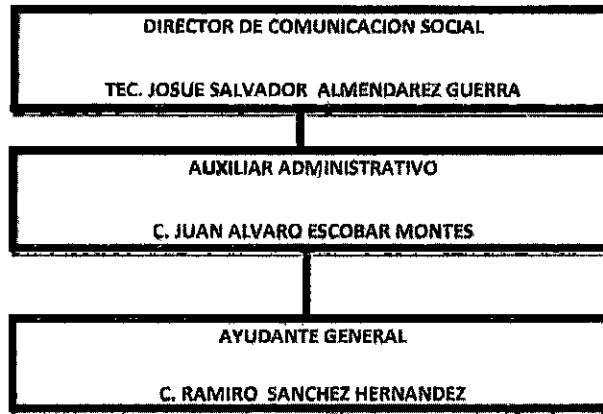 DIRECTOR DE COMUNICACION SOCIAL
TEC. JOSUE SALVADOR ALMENDAREZ GUERRA
AUXILIAR ADMINISTRATIVO
C. JUAN ALVARO ESCOBAR MONTES
AYUDANTE GENERAL
C. RAMIRO SANCHEZ HERNANDEZ